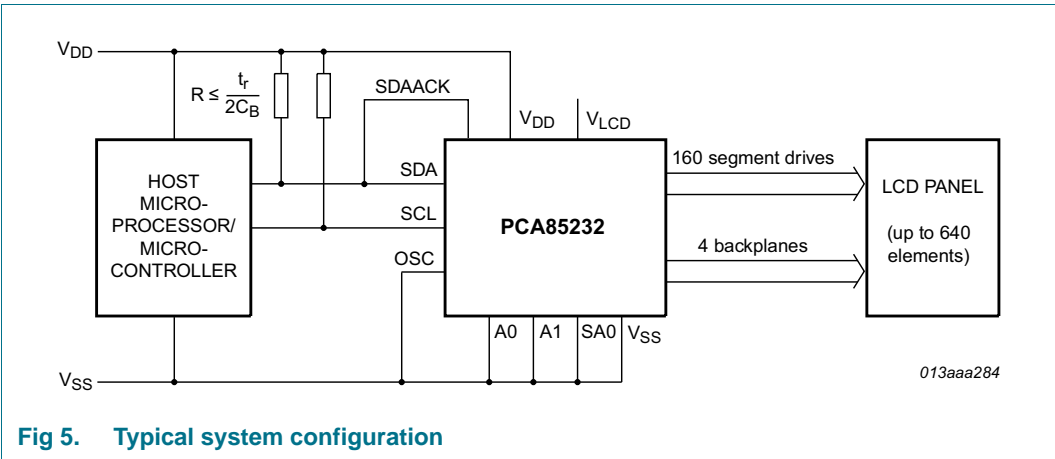 VDD
R ≤ tr
2CB
SDAACK
VDD
VLCD
HOST
MICRO-
PROCESSOR/
MICRO-
CONTROLLER
SDA
SCL
OSC
PCA85232
160 segment drives
4 backplanes
LCD PANEL
(up to 640
elements)
A0 A1 SA0 VSS
VSS
013aaa284
Fig 5. Typical system configuration